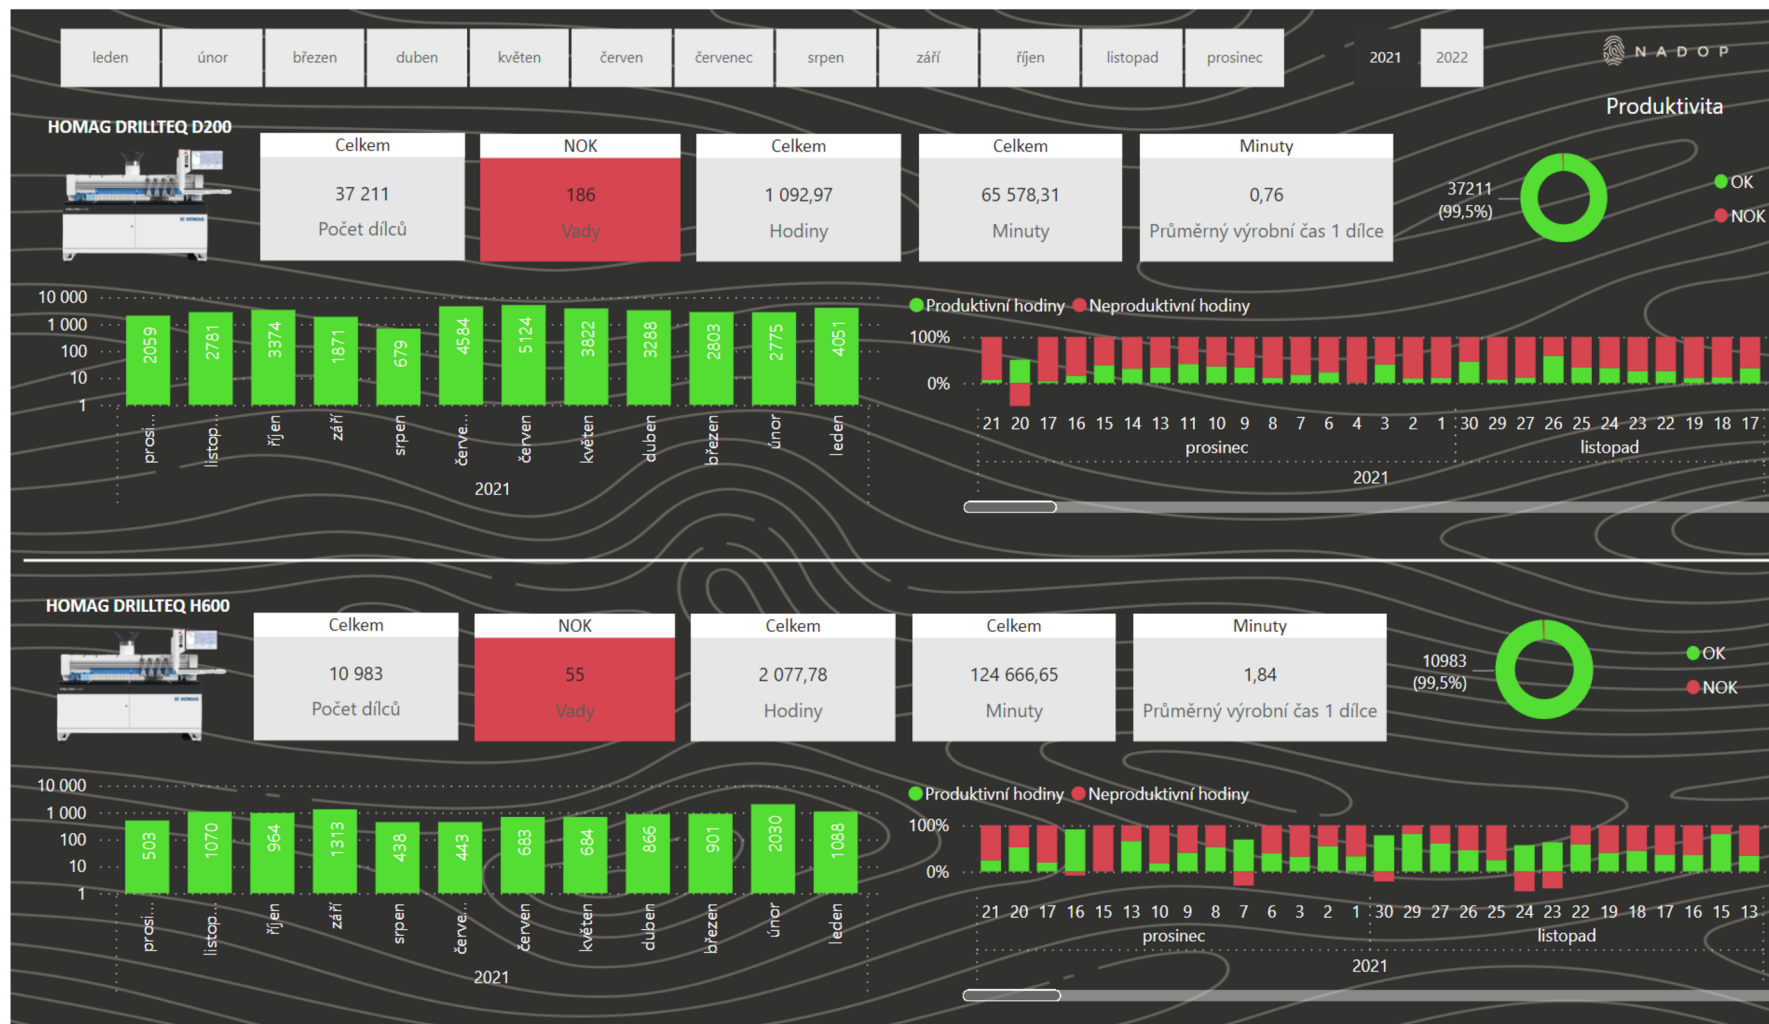 leden únor březen duben květen červen červenec srpen září říjen listopad prosinec 2021 2022 NADOP
Produktivita
HOMAG DRILLTEQ D200
Celkem NOK Celkem Celkem Minuty
37 211 186 1 092,97 65 578,31 0,76
Počet dílců Vady Hodiny Minuty Průměrný výrobní čas 1 dílce
37211
(99,5%)
OK
NOK
10 000
1 000
100
10
1
2059 2781 3374 1871 679 4584 5124 3822 3288 2803 2775 4051
prosi... listop... říjen září srpen červe... červen květen duben březen únor leden
2021
Produktivní hodiny Neproduktivní hodiny
100%
0%
21 20 17 16 15 14 13 11 10 9 8 7 6 4 3 2 1 30 29 27 26 25 24 23 22 19 18 17
prosinec listopad
2021
HOMAG DRILLTEQ H600
Celkem NOK Celkem Celkem Minuty
10 983 55 2 077,78 124 666,65 1,84
Počet dílců Vady Hodiny Minuty Průměrný výrobní čas 1 dílce
10983
(99,5%)
OK
NOK
10 000
1 000
100
10
1
503 1070 964 1313 438 443 683 684 866 901 2030 1088
prosi... listop... říjen září srpen červe... červen květen duben březen únor leden
2021
Produktivní hodiny Neproduktivní hodiny
100%
0%
21 20 17 16 15 13 10 9 8 7 6 3 2 1 30 29 27 26 25 24 23 22 19 18 17 16 15 13
prosinec listopad
2021